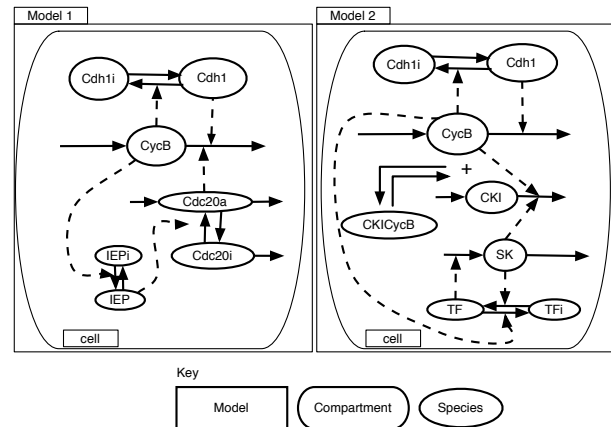 Model 1
Cdh1i
Cdh1
CycB
Cdc20a
Cdc20i
IEPi
IEP
cell
Model 2
Cdh1i
Cdh1
CycB
+
CKI
CKICycB
SK
TF
TFi
cell
Key
Model
Compartment
Species